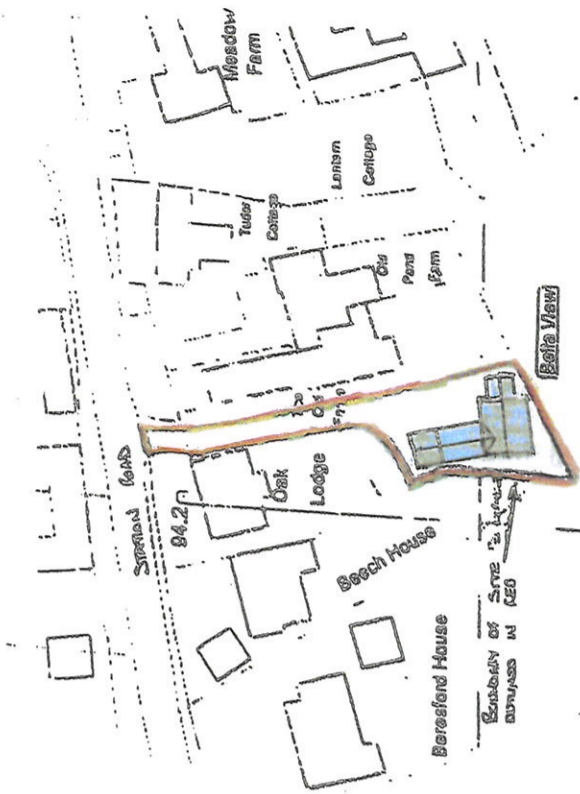 Meadow
Farm
Tudor
Cottage
Lantern
Cottage
Old
Pond
Farm
STATION ROAD
94.2
Oak
Lodge
Beech House
Beresford House
Bella View
BOUNDARY OF SITE
OUTLINED IN RED